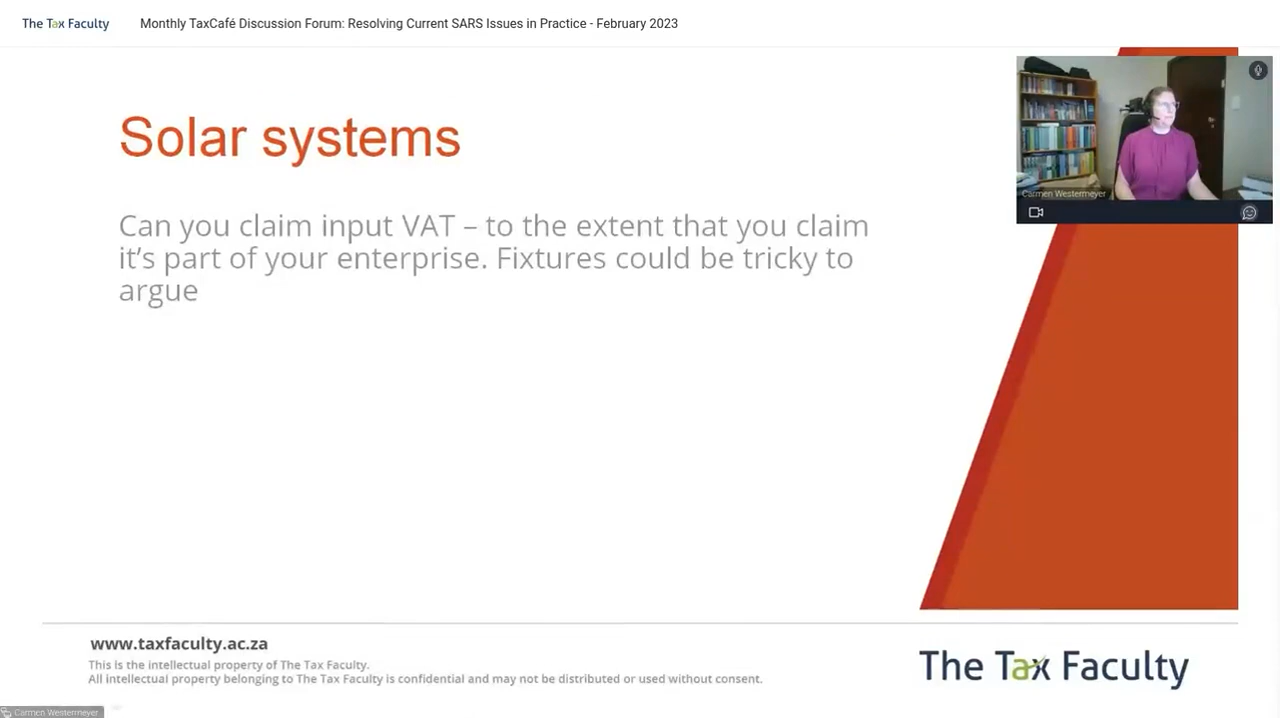 The Tax Faculty
Monthly TaxCafé Discussion Forum: Resolving Current SARS Issues in Practice - February 2023
Solar systems
Carmen Westermeyer
Can you claim input VAT – to the extent that you claim
it's part of your enterprise. Fixtures could be tricky to
argue
www.taxfaculty.ac.za
This is the intellectual property of The Tax Faculty.
All intellectual property belonging to The Tax Faculty is confidential and may not be distributed or used without consent.
The Tax Faculty
Carmen Westermeyer